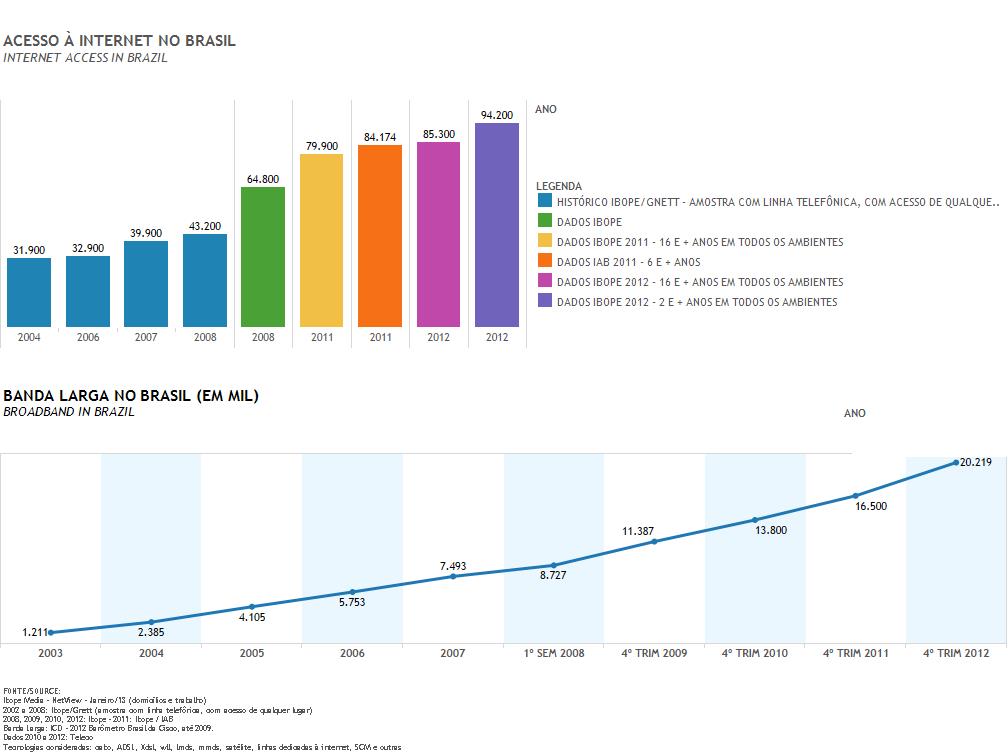 ACESSO À INTERNET NO BRASIL
INTERNET ACCESS IN BRAZIL
ANO
94.200
84.174
85.300
79.900
64.800
43.200
39.900
31.900
32.900
2004
2006
2007
2008
2008
2011
2011
2012
2012
LEGENDA
HISTÓRICO IBOPE/GNETT - AMOSTRA COM LINHA TELEFÔNICA, COM ACESO DE QUALQUE..
DADOS IBOPE
DADOS IBOPE 2011 - 16 E + ANOS EM TODOS OS AMBIENTES
DADOS IAB 2011 - 6 E + ANOS
DADOS IBOPE 2012 - 16 E + ANOS EM TODOS OS AMBIENTES
DADOS IBOPE 2012 - 2 E + ANOS EM TODOS OS AMBIENTES
BANDA LARGA NO BRASIL (EM MIL)
BROADBAND IN BRAZIL
ANO
1.211
2.385
4.105
5.753
7.493
8.727
11.387
13.800
16.500
20.219
2003
2004
2005
2006
2007
1º SEM 2008
4º TRIM 2009
4º TRIM 2010
4º TRIM 2011
4º TRIM 2012
FONTE/SOURCE:
Ibope Media - NetView - Janeiro/13 (domicílios e trabalho)
2002 a 2008: Ibope/Gnett (amostra com linha telefônica, com acesso de qualquer lugar)
2008, 2009, 2010, 2012: Ibope - 2011: Ibope / IAB
Banda Larga: ICD - 2012 Barômetro Brasil da Cisco, até 2009.
Dados 2010 a 2012: Teleco
Tecnologias consideradas: cabo, ADSL, Xdsl, wll, lmds, mmds, satélite, linhas dedicadas à internet, SCM e outras